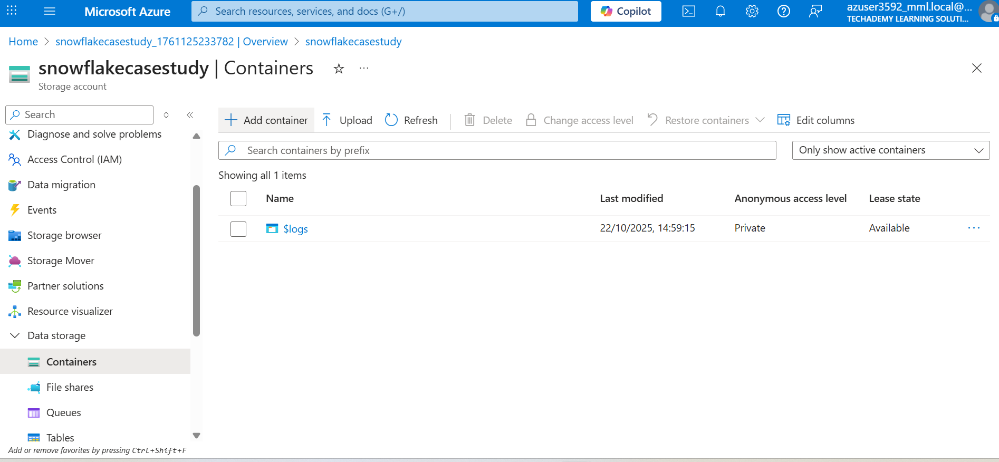 Microsoft Azure
Search resources, services, and docs (G+/)
Copilot
azuser3592_mml.local@...
TECHADEMY LEARNING SOLUTI...
Home > snowflakecasestudy_1761125233782 | Overview > snowflakecasestudy
snowflakecasestudy | Containers
Storage account
Search
Diagnose and solve problems
Access Control (IAM)
Data migration
Events
Storage browser
Storage Mover
Partner solutions
Resource visualizer
Data storage
Containers
File shares
Queues
Tables
Add or remove favorites by pressing Ctrl+Shift+F
Add container
Upload
Refresh
Delete
Change access level
Restore containers
Edit columns
Search containers by prefix
Only show active containers
Showing all 1 items
Name Last modified Anonymous access level Lease state
$logs 22/10/2025, 14:59:15 Private Available